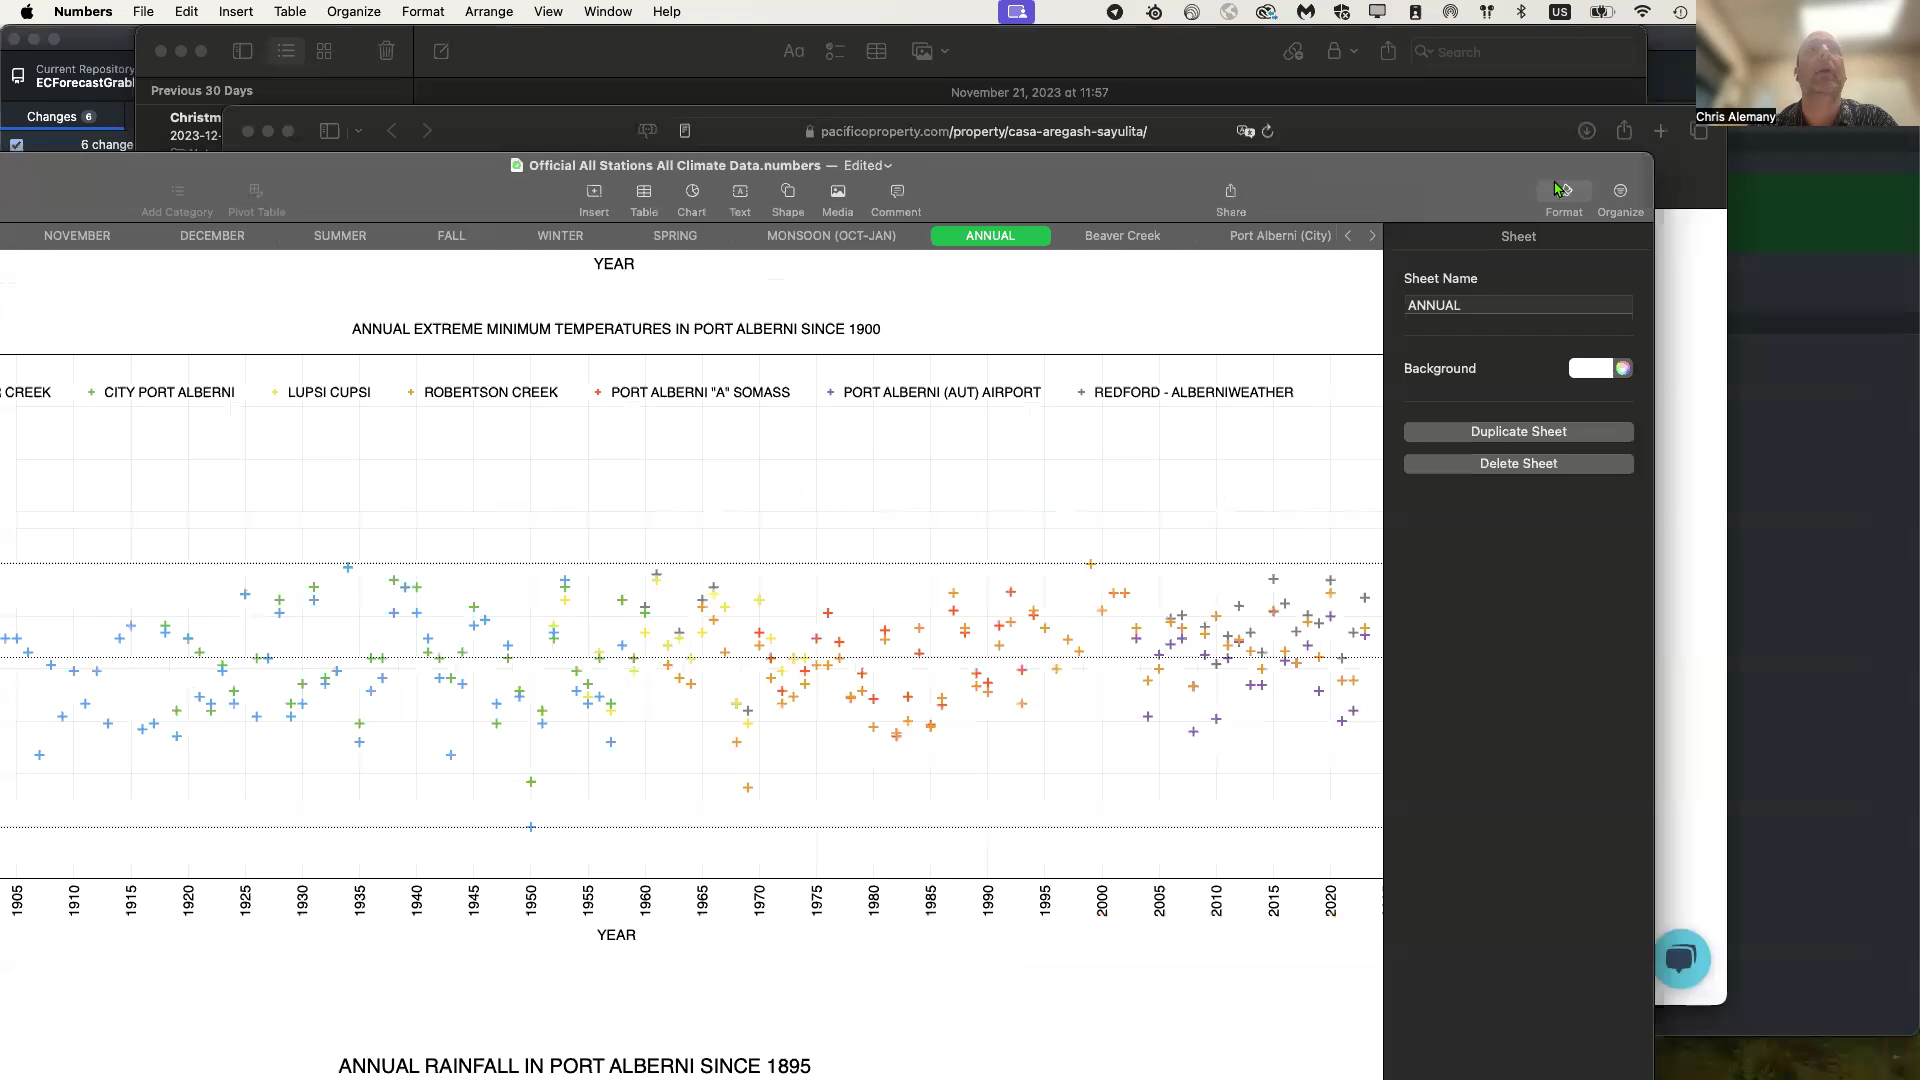 Numbers File Edit Insert Table Organize Format Arrange View Window Help
US
Current Repository
ECForecastGrabl
Changes 6
6 change
Aa
Search
Previous 30 Days
November 21, 2023 at 11:57
Christm
2023-12-
pacificoproperty.com/property/casa-aregash-sayulita/
Chris Alemany
Official All Stations All Climate Data.numbers — Edited
Add Category Pivot Table Insert Table Chart Text Shape Media Comment Share Format Organize
NOVEMBER DECEMBER SUMMER FALL WINTER SPRING MONSOON (OCT-JAN) ANNUAL Beaver Creek Port Alberni (City)
Sheet
Sheet Name
ANNUAL
Background
Duplicate Sheet
Delete Sheet
YEAR
ANNUAL EXTREME MINIMUM TEMPERATURES IN PORT ALBERNI SINCE 1900
CREEK CITY PORT ALBERNI LUPSI CUPSI ROBERTSON CREEK PORT ALBERNI "A" SOMASS PORT ALBERNI (AUT) AIRPORT REDFORD - ALBERNIWEATHER
1905 1910 1915 1920 1925 1930 1935 1940 1945 1950 1955 1960 1965 1970 1975 1980 1985 1990 1995 2000 2005 2010 2015 2020
YEAR
ANNUAL RAINFALL IN PORT ALBERNI SINCE 1895